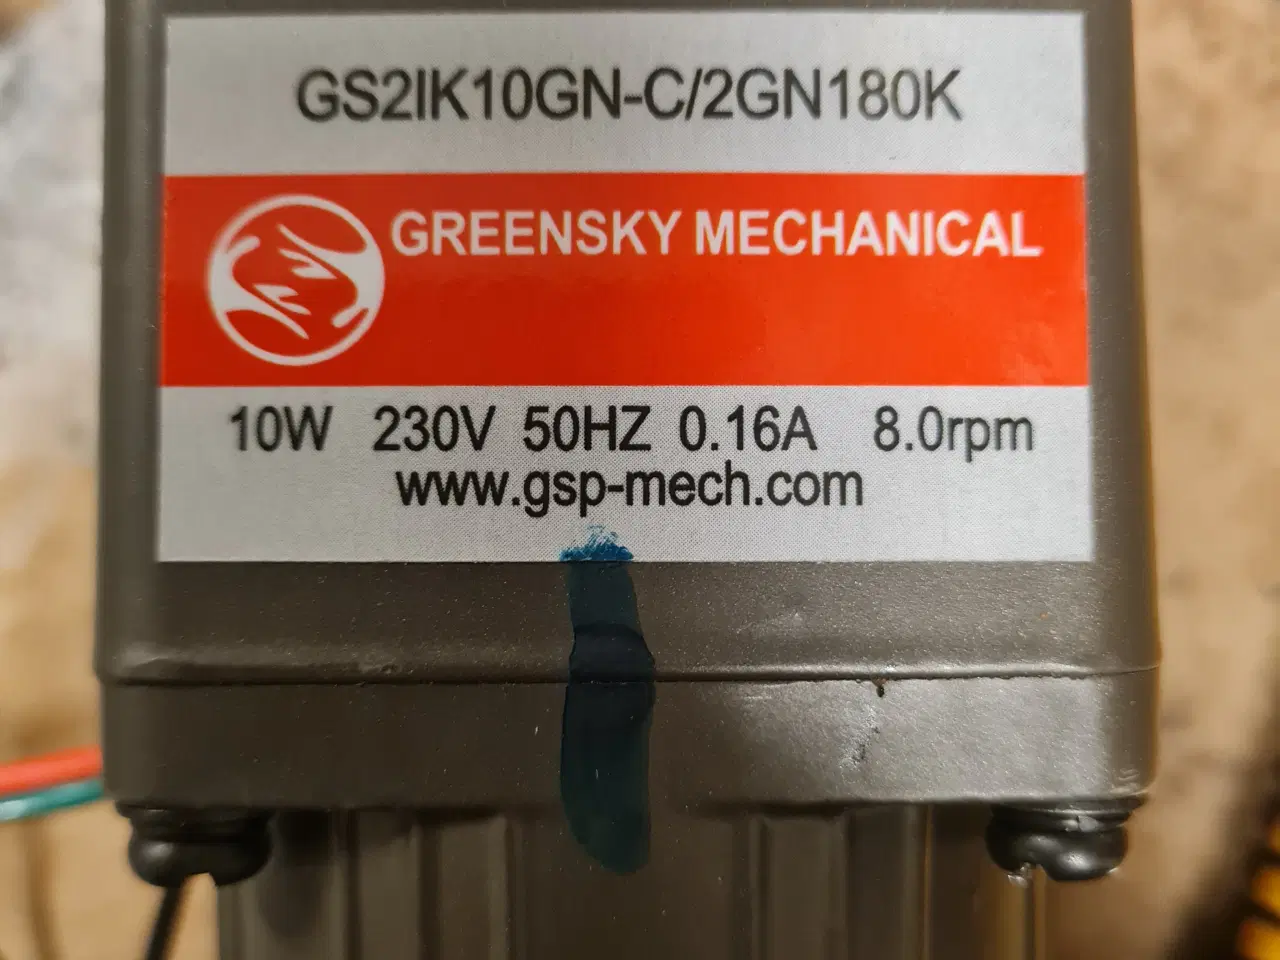 GS2IK10GN-C/2GN180K
GREENSKY MECHANICAL
10W 230V 50HZ 0.16A 8.0rpm
www.gsp-mech.com